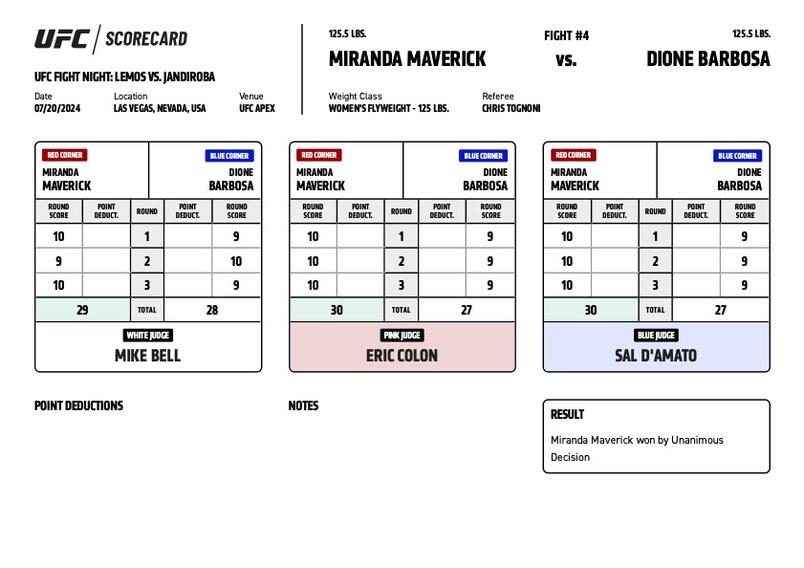 UFC / SCORECARD
UFC FIGHT NIGHT: LEMOS VS. JANDIROBA
Date Location Venue
07/20/2024 LAS VEGAS, NEVADA, USA UFC APEX
125.5 LBS. FIGHT #4 125.5 LBS.
MIRANDA MAVERICK vs. DIONE BARBOSA
Weight Class Referee
WOMEN'S FLYWEIGHT - 125 LBS. CHRIS TOGNONI
RED CORNER BLUE CORNER
MIRANDA DIONE
MAVERICK BARBOSA
ROUND POINT ROUND POINT ROUND
SCORE DEDUCT. DEDUCT. SCORE
10 1 9
9 2 10
10 3 9
29 TOTAL 28
WHITE JUDGE
MIKE BELL
RED CORNER BLUE CORNER
MIRANDA DIONE
MAVERICK BARBOSA
ROUND POINT ROUND POINT ROUND
SCORE DEDUCT. DEDUCT. SCORE
10 1 9
10 2 9
10 3 9
30 TOTAL 27
PINK JUDGE
ERIC COLON
RED CORNER BLUE CORNER
MIRANDA DIONE
MAVERICK BARBOSA
ROUND POINT ROUND POINT ROUND
SCORE DEDUCT. DEDUCT. SCORE
10 1 9
10 2 9
10 3 9
30 TOTAL 27
BLUE JUDGE
SAL D'AMATO
POINT DEDUCTIONS
NOTES
RESULT
Miranda Maverick won by Unanimous
Decision